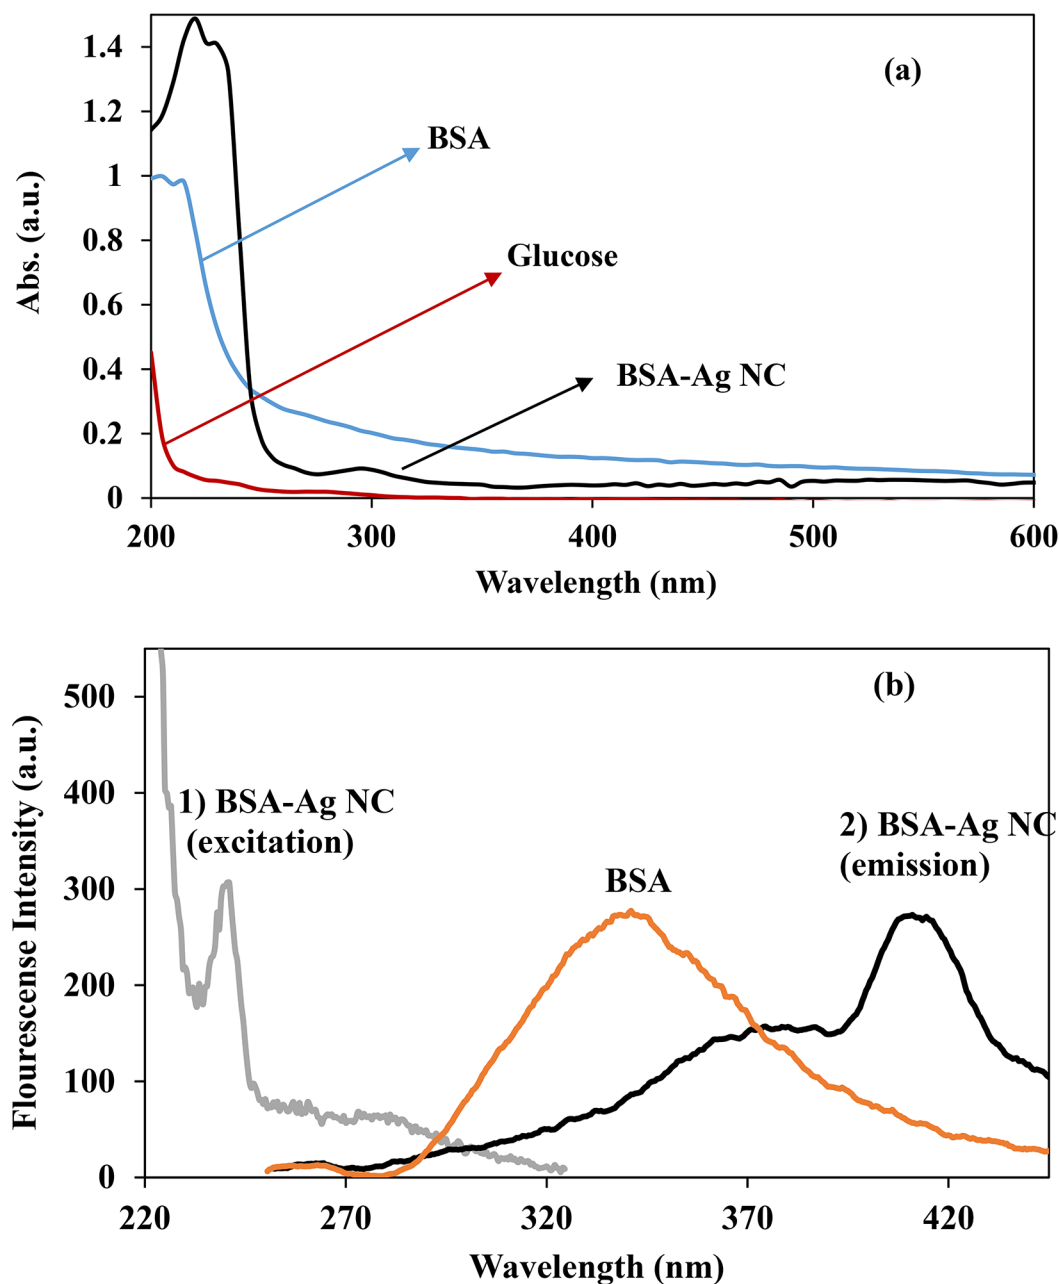 (a)
1.4
1.2
1
0.8
0.6
0.4
0.2
0
Abs. (a.u.)
BSA
Glucose
BSA-Ag NC
200 300 400 500 600
Wavelength (nm)
(b)
500
400
300
200
100
0
Flourescense Intensity (a.u.)
1) BSA-Ag NC
(excitation)
BSA
2) BSA-Ag NC
(emission)
220 270 320 370 420
Wavelength (nm)